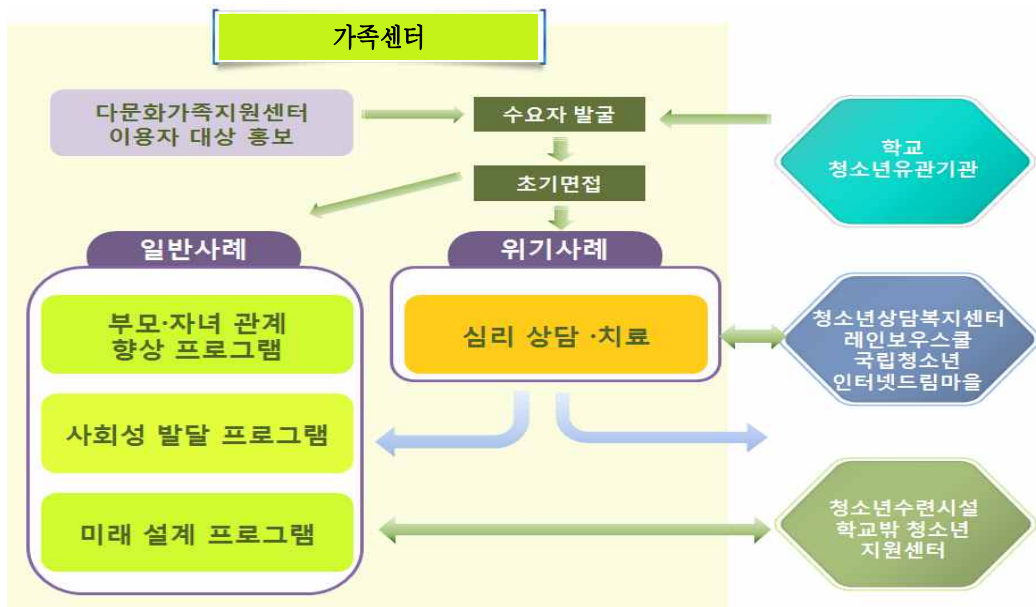 가족센터
다문화가족지원센터
이용자 대상 홍보
수요자 발굴
학교
청소년유관기관
초기면접
일반사례
위기사례
부모·자녀 관계
향상 프로그램
심리 상담 ·치료
청소년상담복지센터
레인보우스쿨
국립청소년
인터넷드림마을
사회성 발달 프로그램
미래 설계 프로그램
청소년수련시설
학교밖 청소년
지원센터